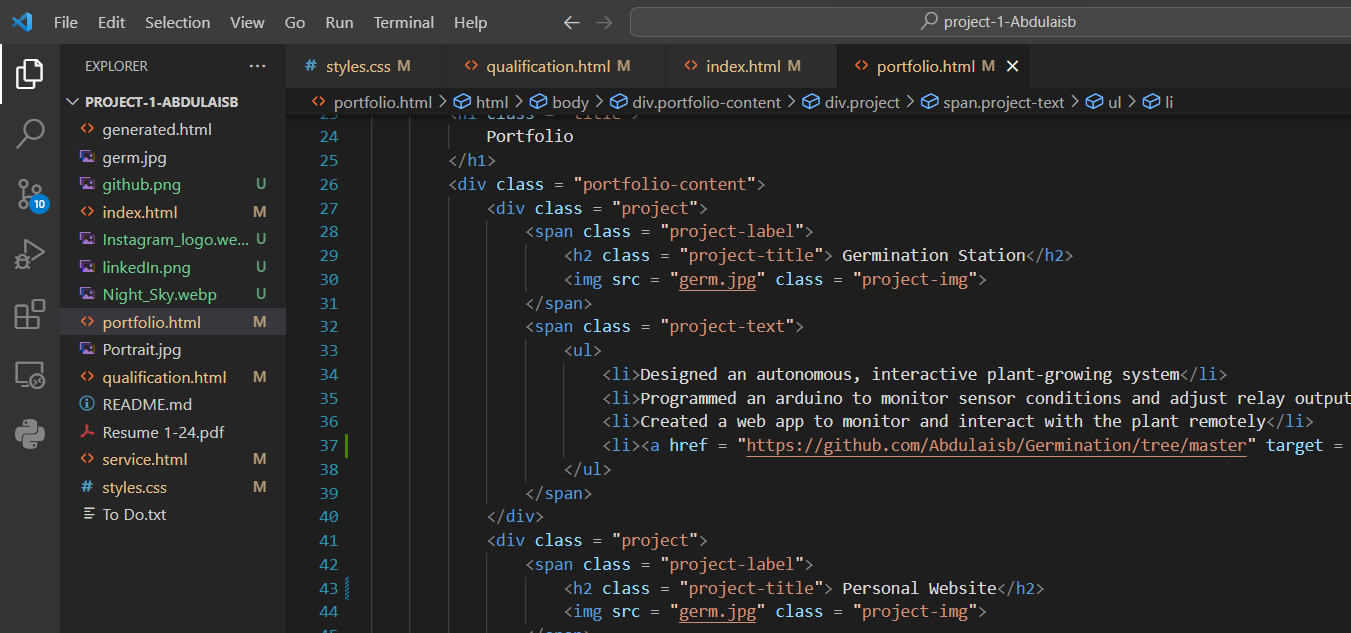 File Edit Selection View Go Run Terminal Help
project-1-Abdulaisb
EXPLORER
PROJECT-1-ABDULAISB
generated.html
germ.jpg
github.png U
index.html M
Instagram_logo.we... U
linkedIn.png U
Night_Sky.webp U
portfolio.html M
Portrait.jpg
qualification.html M
README.md
Resume 1-24.pdf
service.html M
styles.css M
To Do.txt
10
# styles.css M
<> qualification.html M
<> index.html M
<> portfolio.html M
<> portfolio.html > html > body > div.portfolio-content > div.project > span.project-text > ul > li
23 <h1 class = "title">
24 Portfolio
25 </h1>
26 <div class = "portfolio-content">
27 <div class = "project">
28 <span class = "project-label">
29 <h2 class = "project-title"> Germination Station</h2>
30 <img src = "germ.jpg" class = "project-img">
31 </span>
32 <span class = "project-text">
33 <ul>
34 <li>Designed an autonomous, interactive plant-growing system</li>
35 <li>Programmed an arduino to monitor sensor conditions and adjust relay output
36 <li>Created a web app to monitor and interact with the plant remotely</li>
37 <li><a href = "https://github.com/Abdulaisb/Germination/tree/master" target =
38 </ul>
39 </span>
40 </div>
41 <div class = "project">
42 <span class = "project-label">
43 <h2 class = "project-title"> Personal Website</h2>
44 <img src = "germ.jpg" class = "project-img">
45 </span>